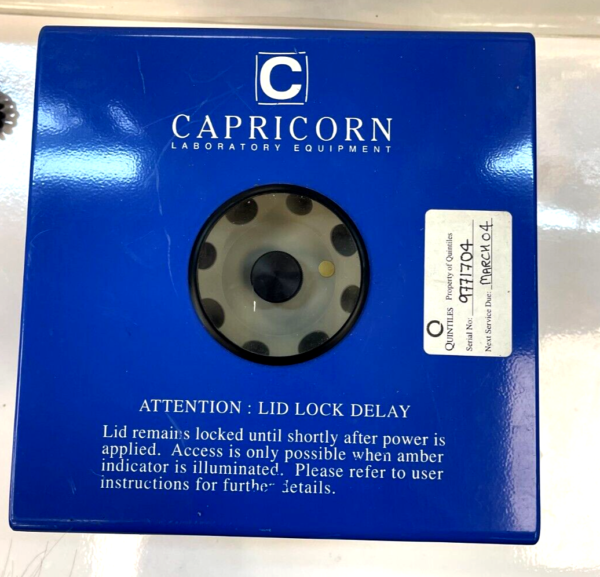 C
CAPRICORN
LABORATORY EQUIPMENT
QUINTILES Property of Quintiles
Serial No: 9771704
Next Service Due: MARCH 04
ATTENTION : LID LOCK DELAY
Lid remains locked until shortly after power is
applied. Access is only possible when amber
indicator is illuminated. Please refer to user
instructions for further details.